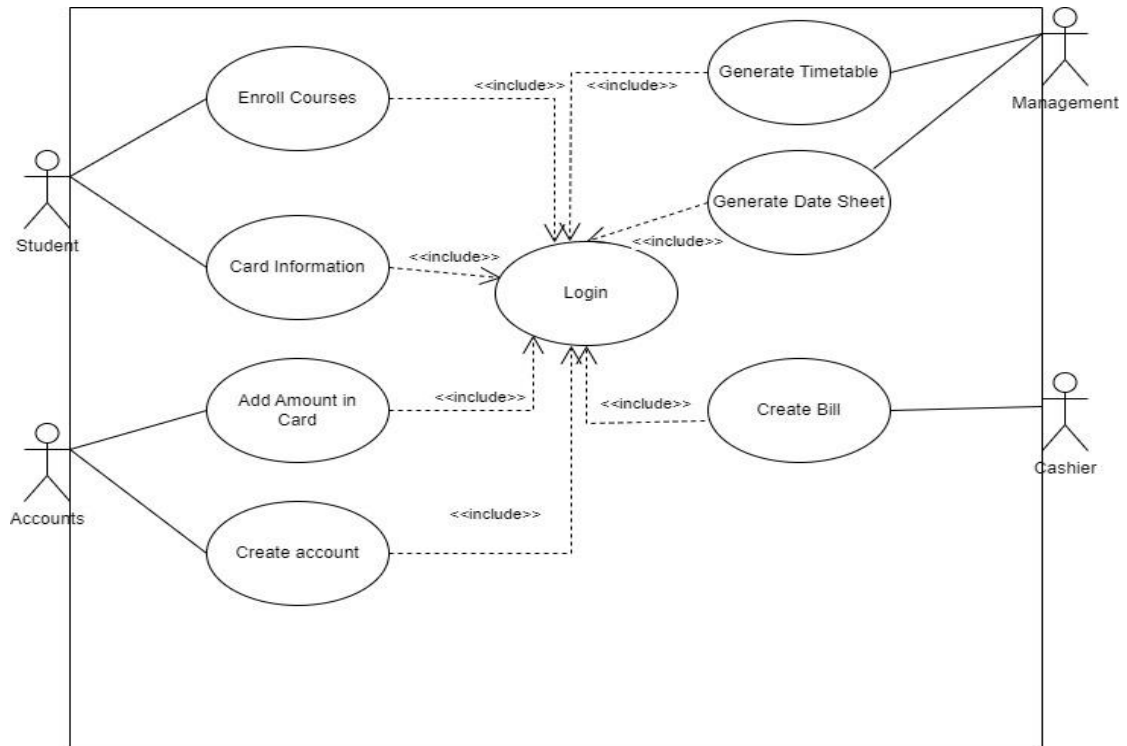 Generate Timetable
<<include>>
<<include>>
Enroll Courses
Management
Generate Date Sheet
Student
<<include>>
<<include>>
Card Information
Login
Add Amount in
Card
<<include>>
<<include>>
Create Bill
Cashier
Accounts
<<include>>
Create account